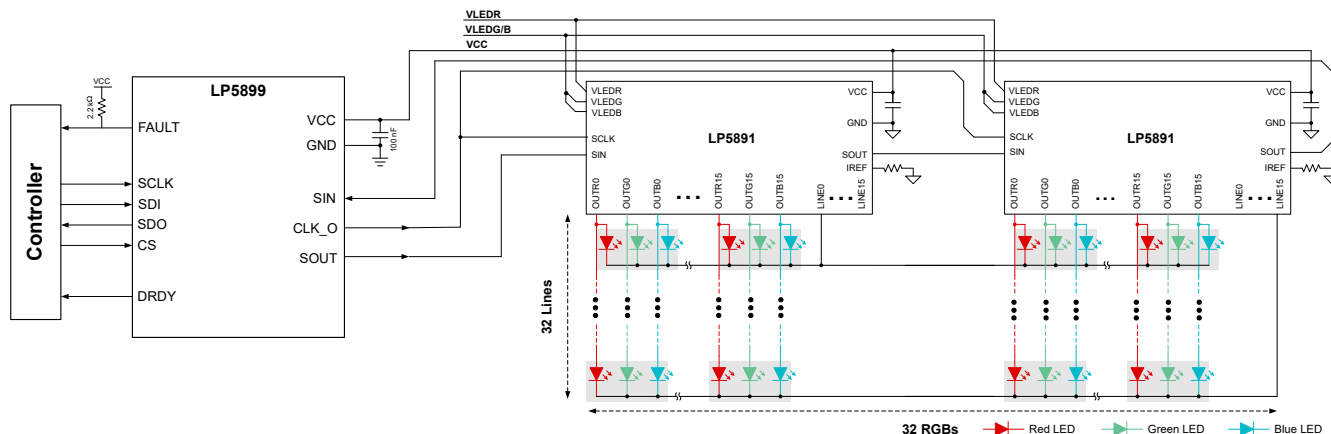 VLEDR
VLEDG/B
VCC
Controller
VCC
2.2 kΩ
LP5899
FAULT
SCLK
SDI
SDO
CS
DRDY
VCC
GND
SIN
CLK_O
SOUT
100 nF
LP5891
VLEDR
VLEDG
VLEDB
SCLK
SIN
VCC
GND
SOUT
IREF
OUTR0
OUTG0
OUTB0
OUTR15
OUTG15
OUTB15
LINE0
LINE15
LP5891
VLEDR
VLEDG
VLEDB
SCLK
SIN
VCC
GND
SOUT
IREF
OUTR0
OUTG0
OUTB0
OUTR15
OUTG15
OUTB15
LINE0
LINE15
32 Lines
32 RGBs
Red LED
Green LED
Blue LED